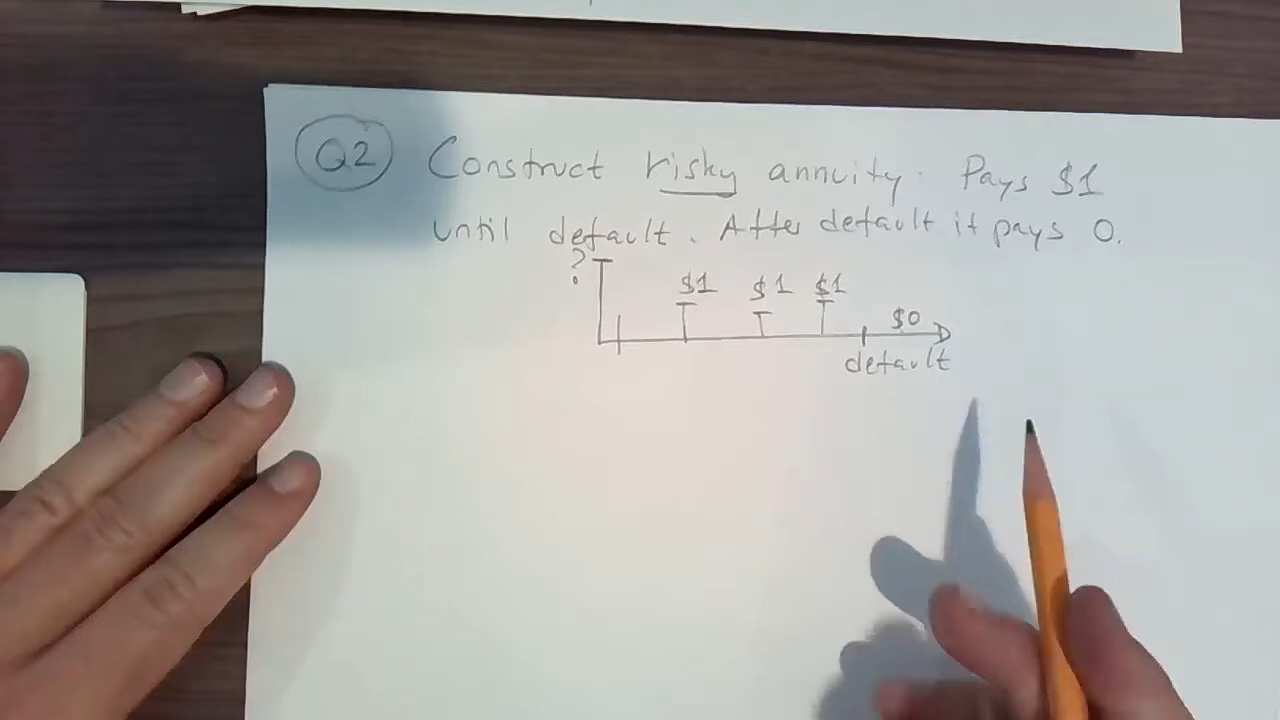 Q2 Construct risky annuity. Pays $1
until default. After default it pays 0.
?
$1 $1 $1 $0
default